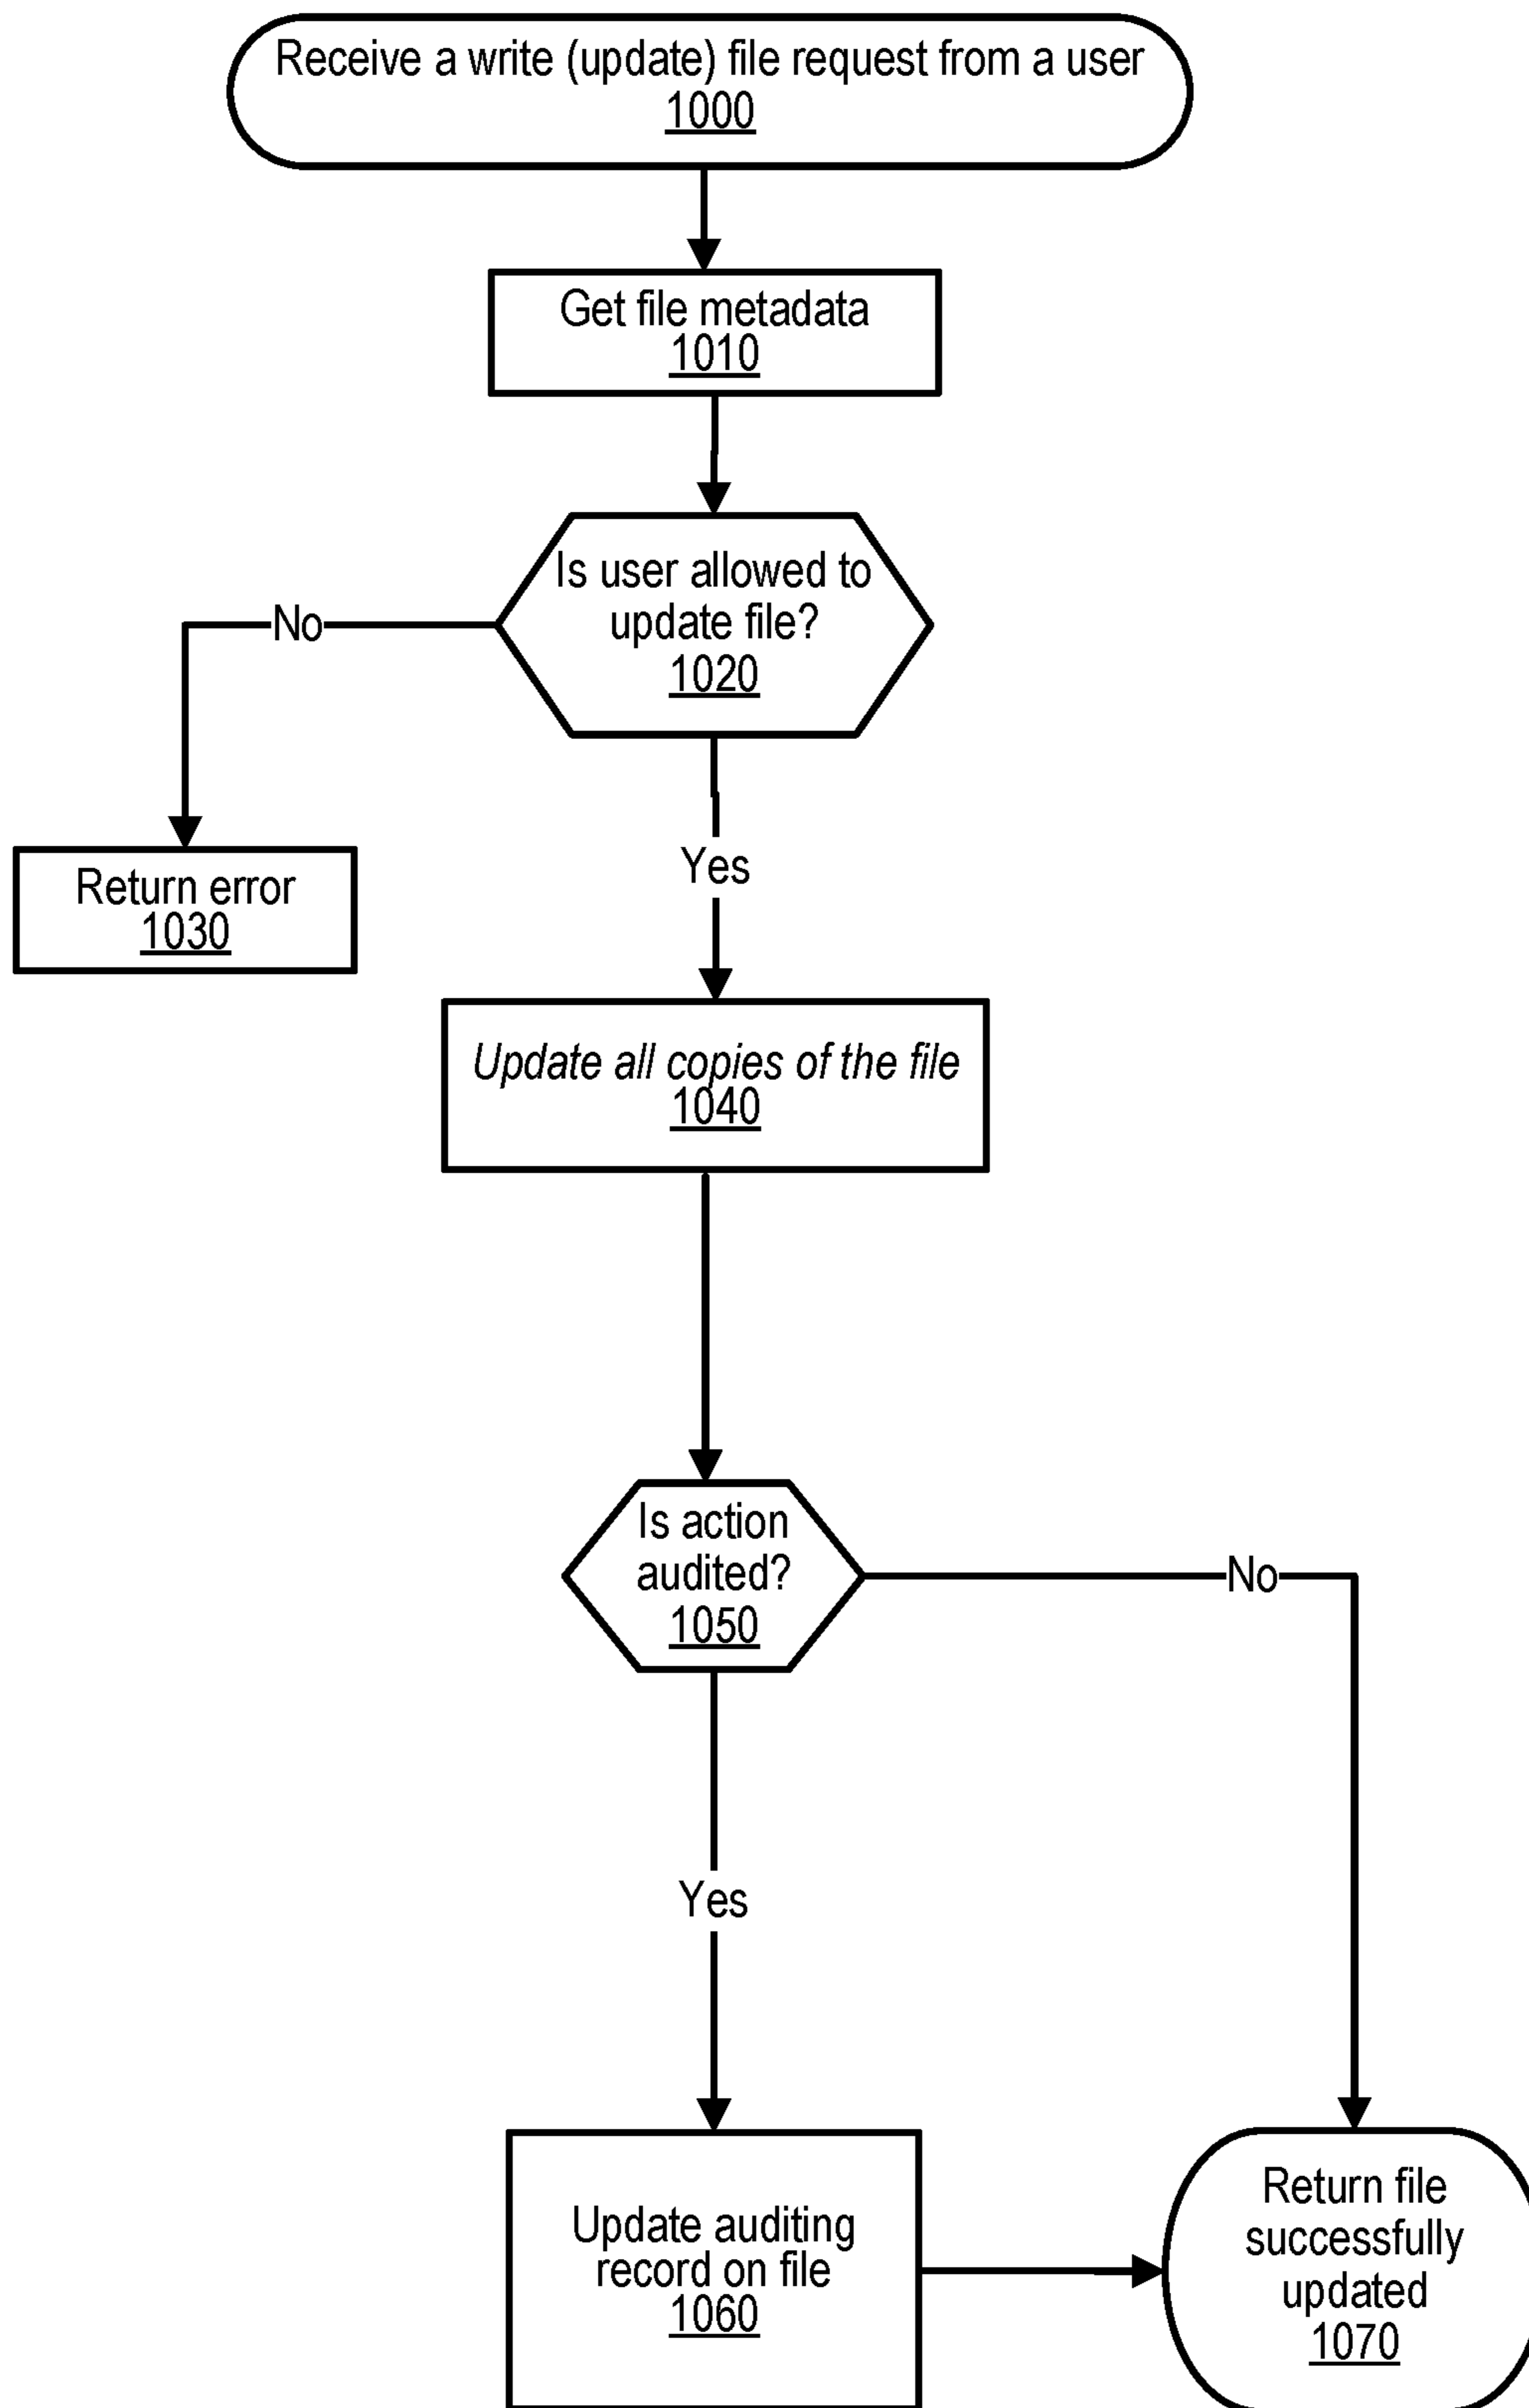 Receive a write (update) file request from a user
1000
Get file metadata
1010
Is user allowed to
update file?
1020
No
Return error
1030
Yes
Update all copies of the file
1040
Is action
audited?
1050
No
Yes
Update auditing
record on file
1060
Return file
successfully
updated
1070